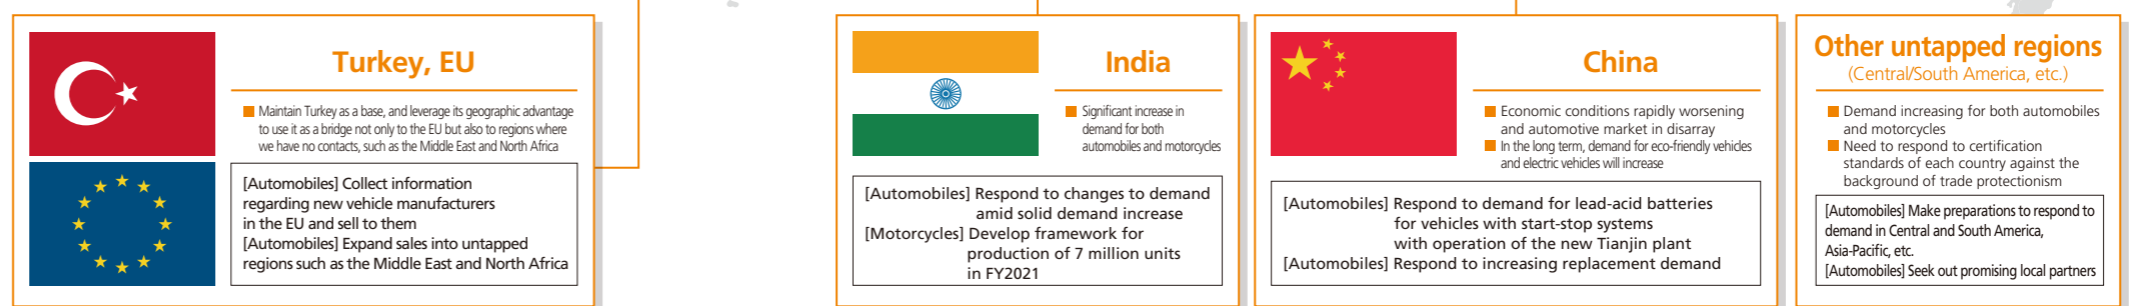 Turkey, EU
Maintain Turkey as a base, and leverage its geographic advantage
to use it as a bridge not only to the EU but also to regions where
we have no contacts, such as the Middle East and North Africa
[Automobiles] Collect information
regarding new vehicle manufacturers
in the EU and sell to them
[Automobiles] Expand sales into untapped
regions such as the Middle East and North Africa
India
Significant increase in
demand for both
automobiles and motorcycles
[Automobiles] Respond to changes to demand
amid solid demand increase
[Motorcycles] Develop framework for
production of 7 million units
in FY2021
China
Economic conditions rapidly worsening
and automotive market in disarray
In the long term, demand for eco-friendly vehicles
and electric vehicles will increase
[Automobiles] Respond to demand for lead-acid batteries
for vehicles with start-stop systems
with operation of the new Tianjin plant
[Automobiles] Respond to increasing replacement demand
Other untapped regions
(Central/South America, etc.)
Demand increasing for both automobiles
and motorcycles
Need to respond to certification
standards of each country against the
background of trade protectionism
[Automobiles] Make preparations to respond to
demand in Central and South America,
Asia-Pacific, etc.
[Automobiles] Seek out promising local partners